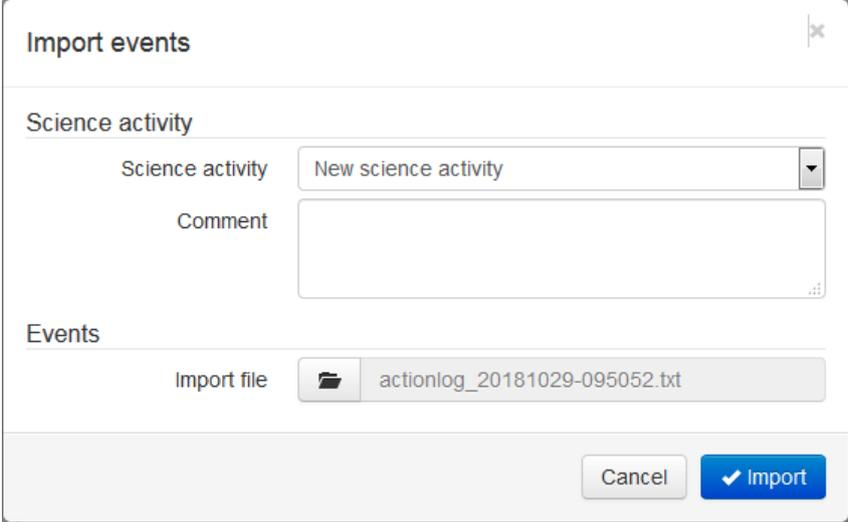 Import events
Science activity
Science activity New science activity
Comment
Events
Import file actionlog_20181029-095052.txt
Cancel Import